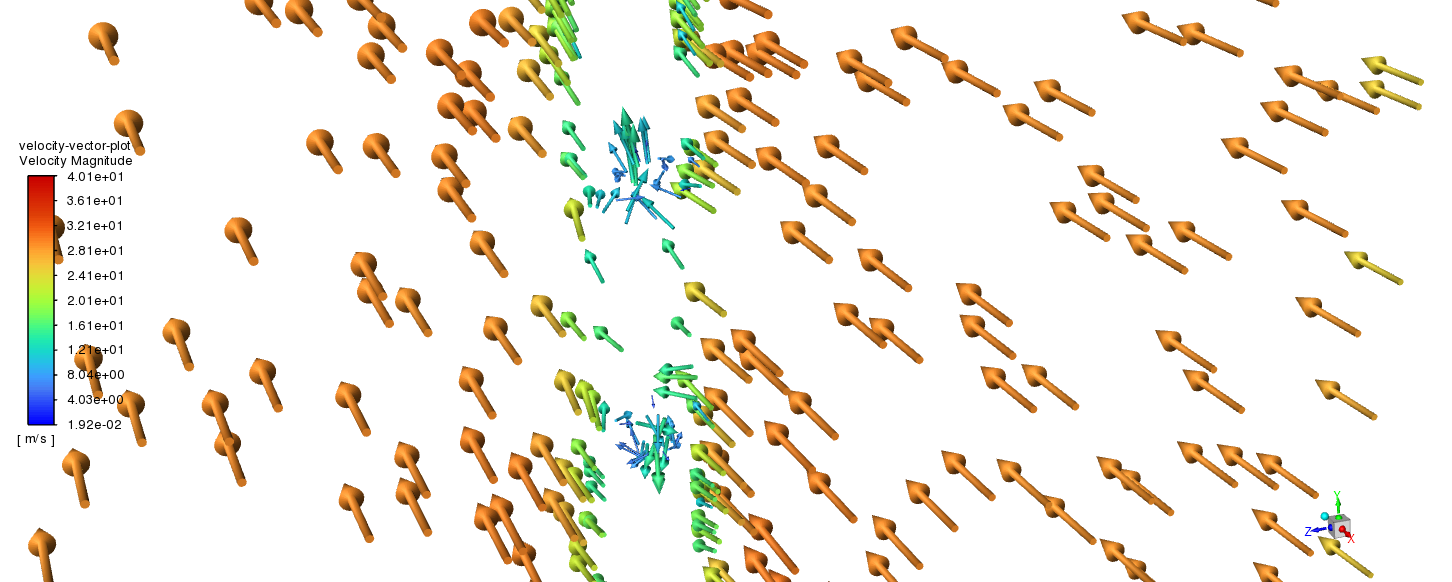 velocity-vector-plot
Velocity Magnitude
4.01e+01
3.61e+01
3.21e+01
2.81e+01
2.41e+01
2.01e+01
1.61e+01
1.21e+01
8.04e+00
4.03e+00
1.92e-02
[ m/s ]
Y
Z
X